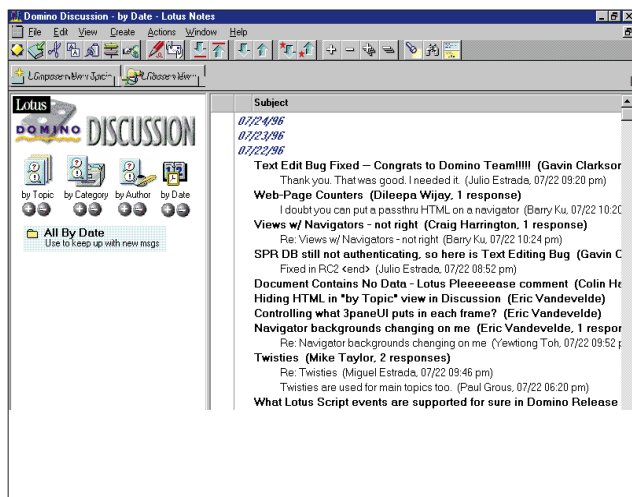 Domino Discussion - by Date - Lotus Notes
File Edit View Create Actions Window Help
Lotus
DOMINO DISCUSSION
by Topic by Category by Author by Date
All By Date
Use to keep up with new msgs
Subject
07/24/96
07/23/96
07/22/96
Text Edit Bug Fixed – Congrats to Domino Team!!!!! (Gavin Clarkson
Thank you. That was good. I needed it. (Julio Estrada, 07/22 09:20 pm)
Web-Page Counters (Dileepa Wijay, 1 response)
I doubt you can put a passthru HTML on a navigator (Barry Ku, 07/22 10:20
Views w/ Navigators - not right (Craig Harrington, 1 response)
Re: Views w/ Navigators - not right (Barry Ku, 07/22 10:24 pm)
SPR DB still not authenticating, so here is Text Editing Bug (Gavin C
Fixed in RC2 <end> (Julio Estrada, 07/22 08:52 pm)
Document Contains No Data - Lotus Pleeeeease comment (Colin Ha
Hiding HTML in "by Topic" view in Discussion (Eric Vandevelde)
Controlling what 3paneUI puts in each frame? (Eric Vandevelde)
Navigator backgrounds changing on me (Eric Vandevelde, 1 respor
Re: Navigator backgrounds changing on me (Yewtiong Toh, 07/22 09:52 p
Twisties (Mike Taylor, 2 responses)
Re: Twisties (Miguel Estrada, 07/22 09:46 pm)
Twisties are used for main topics too. (Paul Grous, 07/22 06:20 pm)
What Lotus Script events are supported for sure in Domino Release